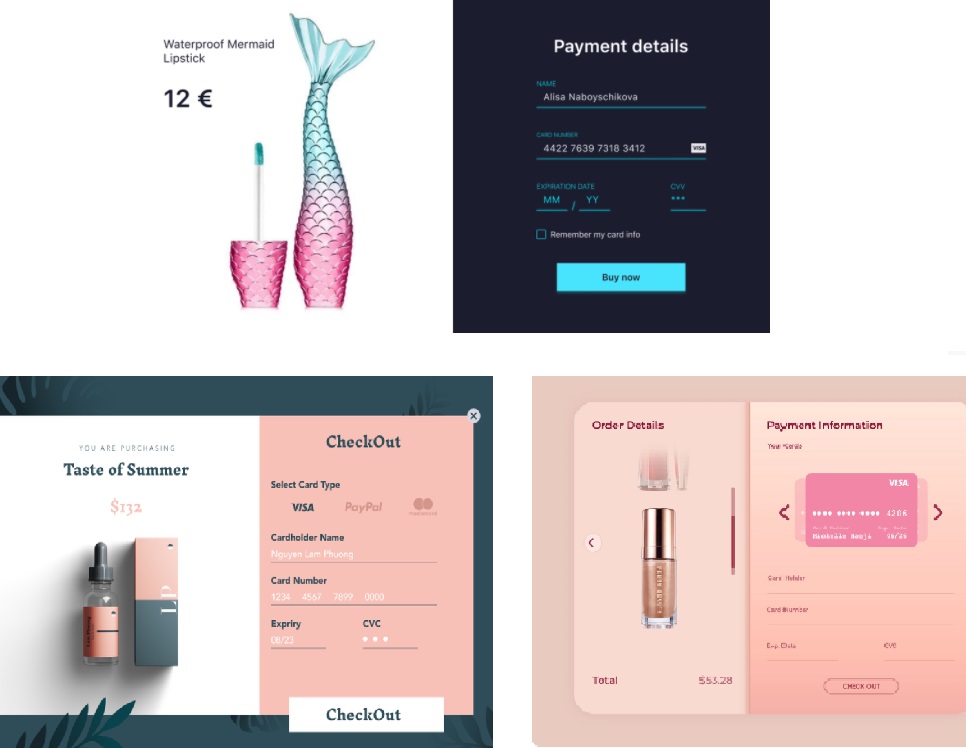 Waterproof Mermaid
Lipstick
12 €
Payment details
NAME
Alisa Naboyschikova
CARD NUMBER
4422 7639 7318 3412
VISA
EXPIRATION DATE
CVV
MM / YY
***
Remember my card info
Buy now
YOU ARE PURCHASING
Taste of Summer
$132
CheckOut
Select Card Type
VISA PayPal mastercard
Cardholder Name
Nguyen Lam Phuong
Card Number
1234 4567 7899 0000
Expriry
CVC
08/23
CheckOut
Order Details
Total
$53.28
Payment Information
Your Cards
VISA
4206
Card Holder
Card Number
Exp. Date
CVC
CHECK OUT